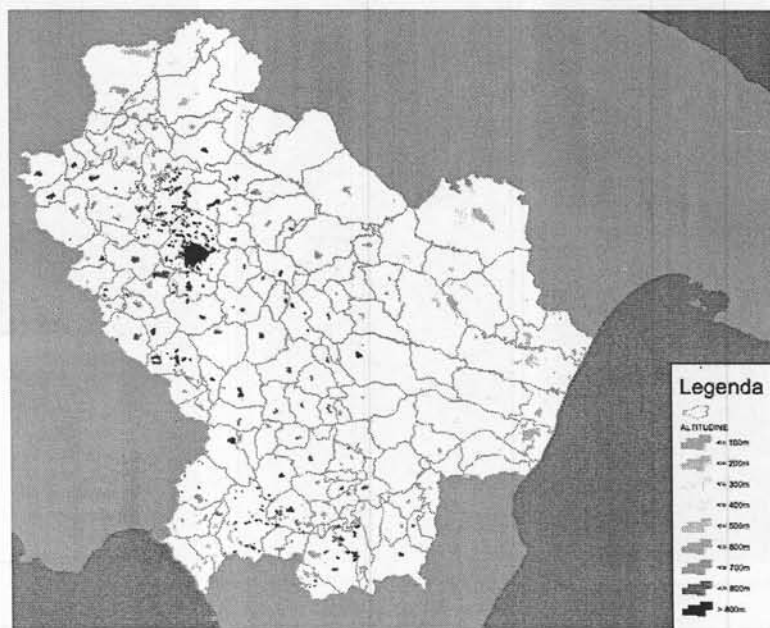 Legenda
ALTITUDINE
<= 100m
<= 200m
<= 300m
<= 400m
<= 500m
<= 600m
<= 700m
<= 800m
> 800m